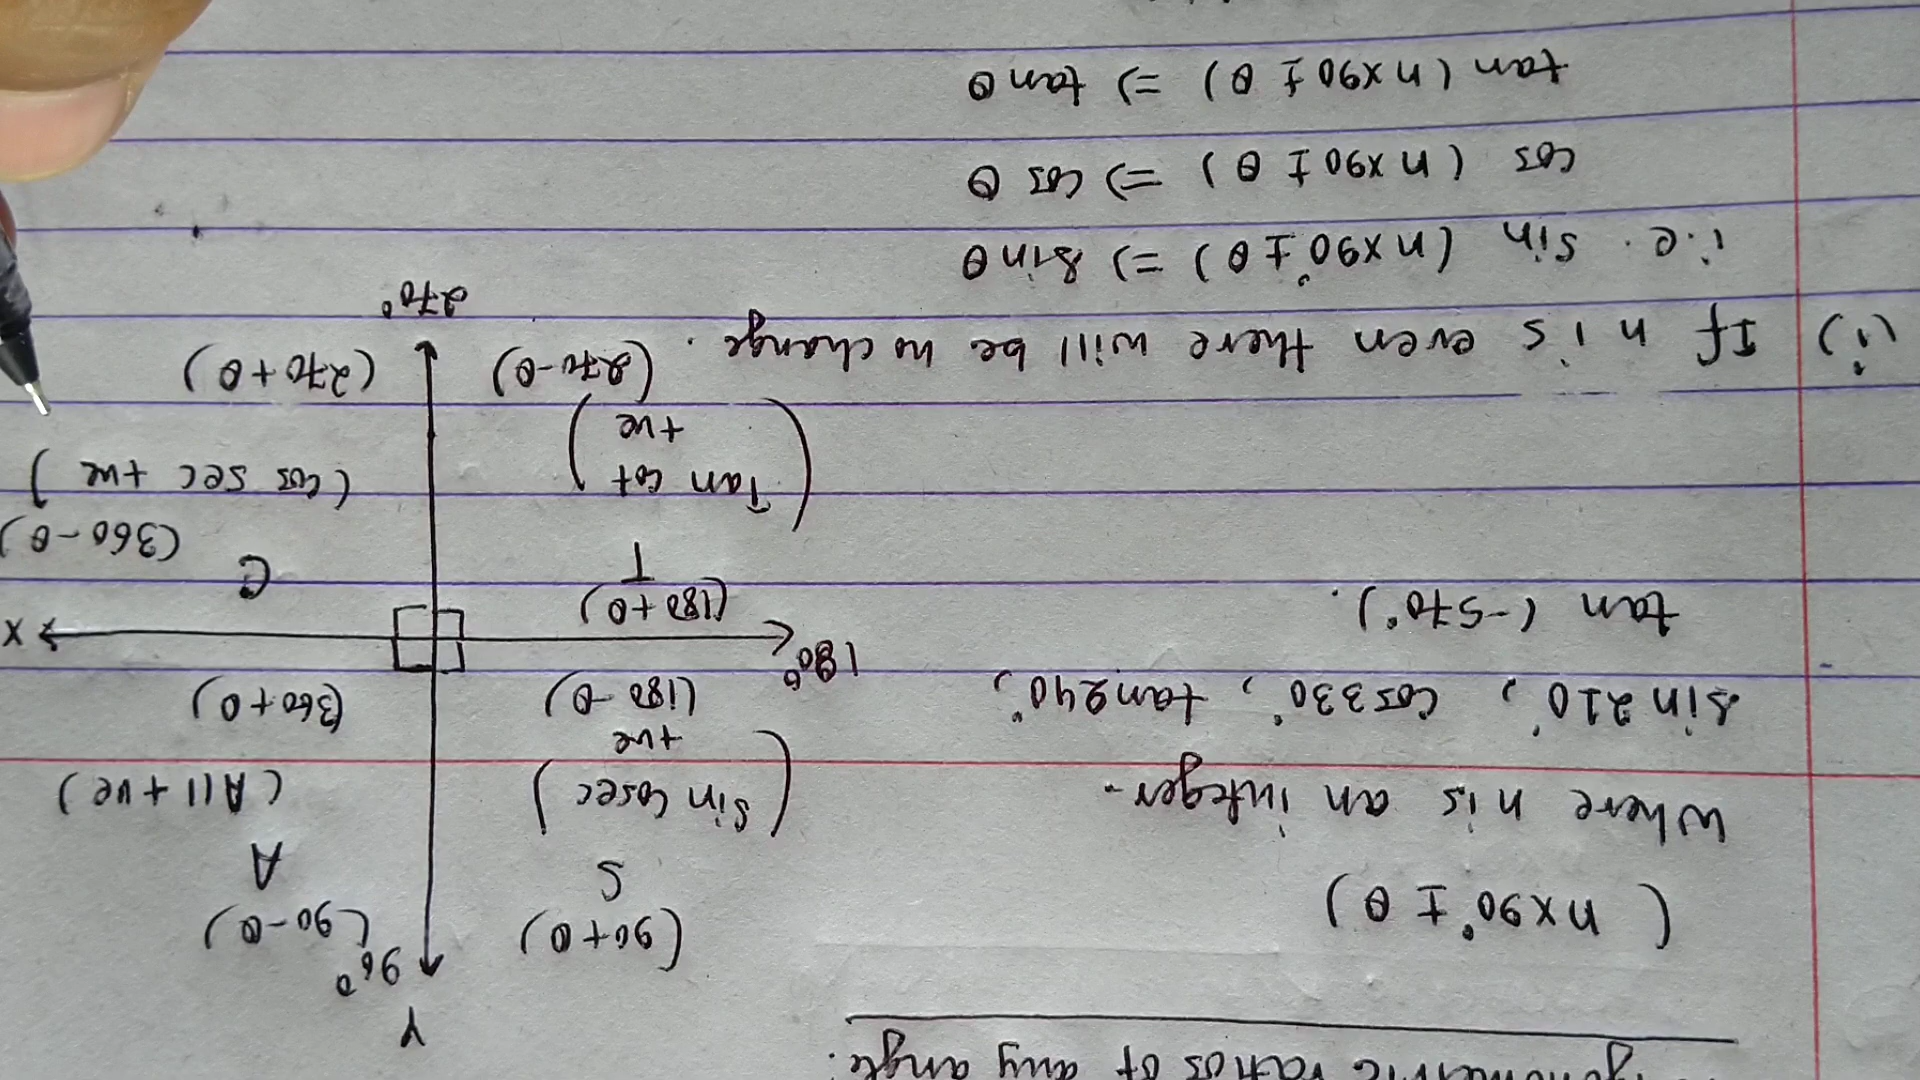 ratios of any angle:
(n×90° ± θ)
where n is an integer.
sin 210°, cos 330°, tan 240°,
tan (-570°).
(i) If n is even there will be no change.
i.e. sin (n×90° ± θ) => sin θ
cos (n×90 ± θ) => cos θ
tan (n×90 ± θ) => tan θ
Y
90°
(90+θ)
(90-θ)
S
A
(Sin Cosec
+ve)
(All +ve)
(180-θ)
(360+θ)
180°
X
(180+θ)
T
C
(360-θ)
(Tan cot
+ve)
(Cos sec +ve)
(270-θ)
(270+θ)
270°